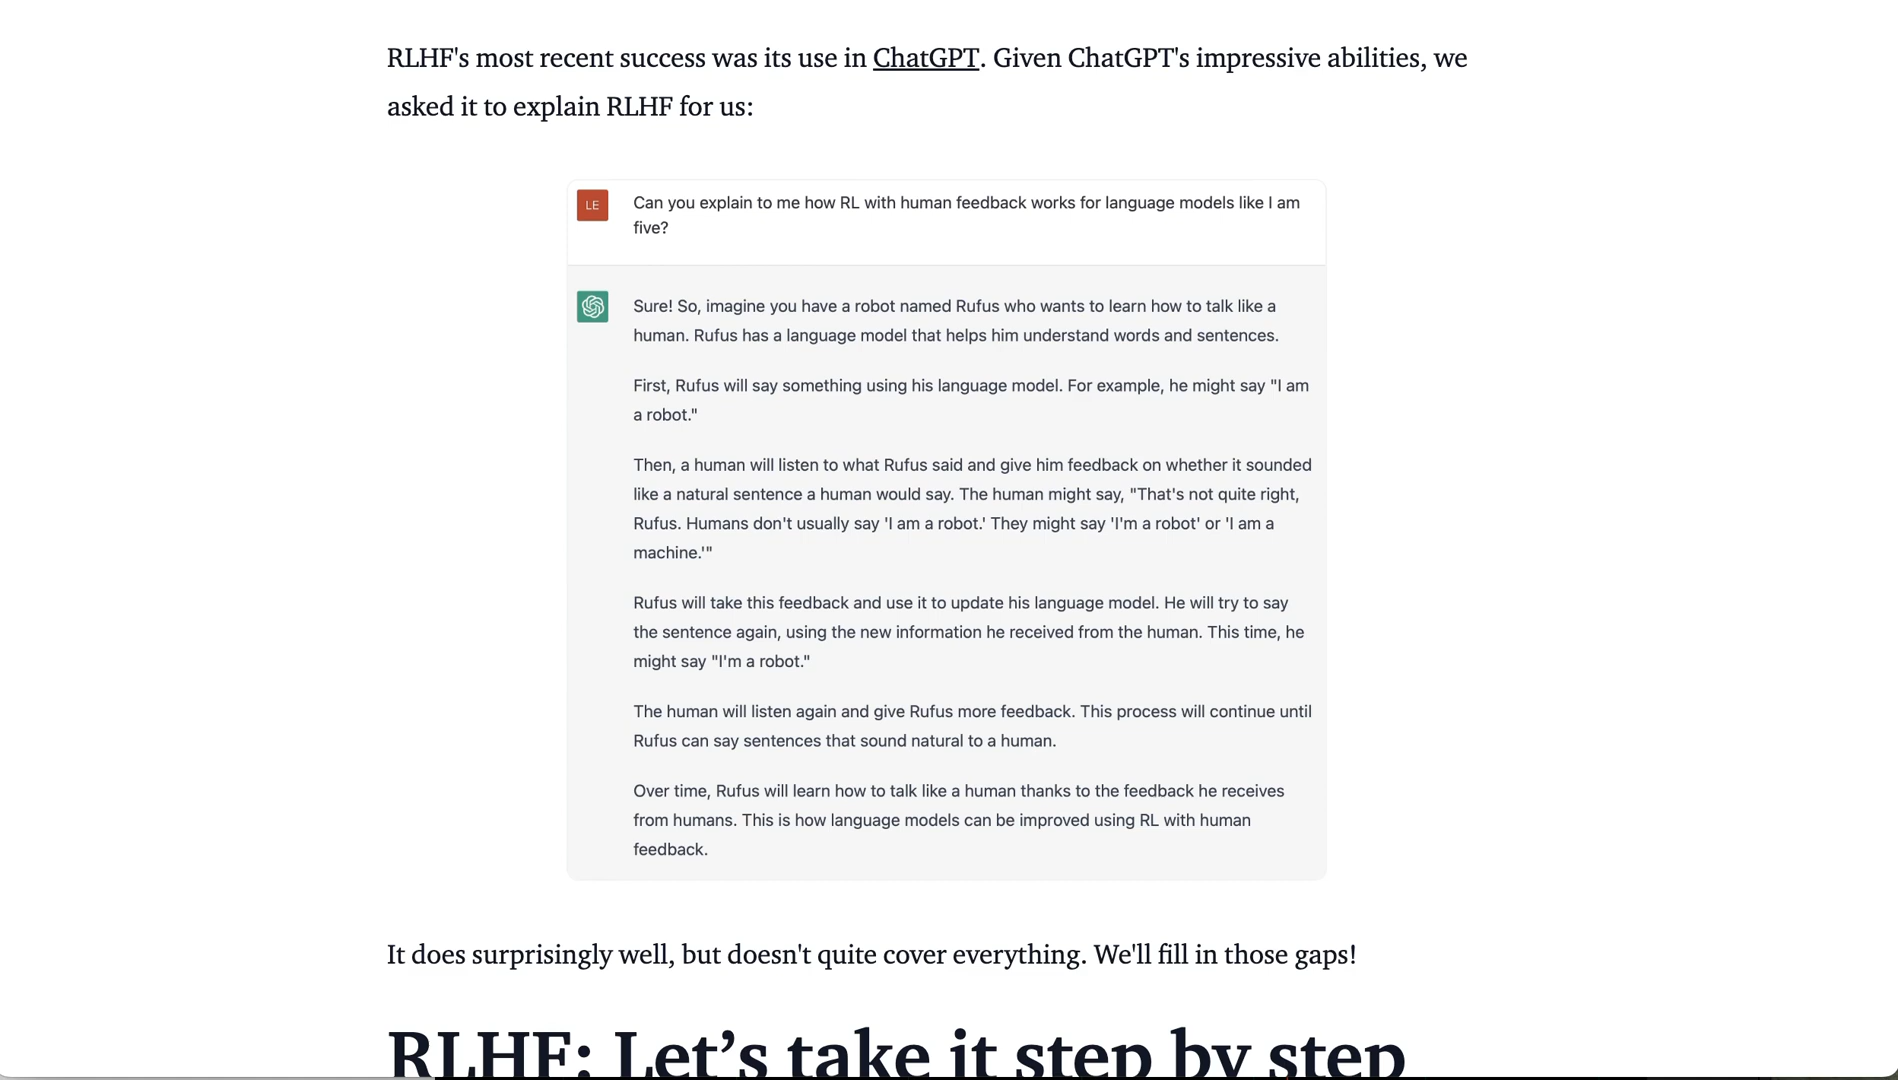 RLHF's most recent success was its use in ChatGPT. Given ChatGPT's impressive abilities, we
asked it to explain RLHF for us:
LE
Can you explain to me how RL with human feedback works for language models like I am
five?
Sure! So, imagine you have a robot named Rufus who wants to learn how to talk like a
human. Rufus has a language model that helps him understand words and sentences.
First, Rufus will say something using his language model. For example, he might say "I am
a robot."
Then, a human will listen to what Rufus said and give him feedback on whether it sounded
like a natural sentence a human would say. The human might say, "That's not quite right,
Rufus. Humans don't usually say 'I am a robot.' They might say 'I'm a robot' or 'I am a
machine.'"
Rufus will take this feedback and use it to update his language model. He will try to say
the sentence again, using the new information he received from the human. This time, he
might say "I'm a robot."
The human will listen again and give Rufus more feedback. This process will continue until
Rufus can say sentences that sound natural to a human.
Over time, Rufus will learn how to talk like a human thanks to the feedback he receives
from humans. This is how language models can be improved using RL with human
feedback.
It does surprisingly well, but doesn't quite cover everything. We'll fill in those gaps!
RLHF: Let’s take it step by step